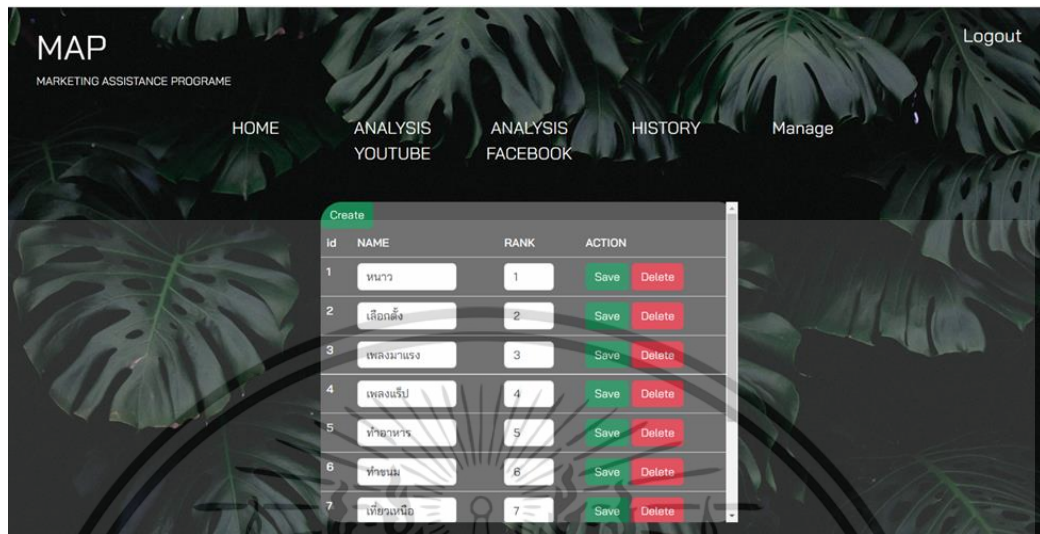 MAP
Logout
MARKETING ASSISTANCE PROGRAME
HOME
ANALYSIS YOUTUBE
ANALYSIS FACEBOOK
HISTORY
Manage
Create
id NAME RANK ACTION
1 หนาว 1 Save Delete
2 เลือกตั้ง 2 Save Delete
3 เพลงมาแรง 3 Save Delete
4 เพลงแร็ป 4 Save Delete
5 ทำอาหาร 5 Save Delete
6 ทำขนม 6 Save Delete
7 เที่ยวเหนือ 7 Save Delete